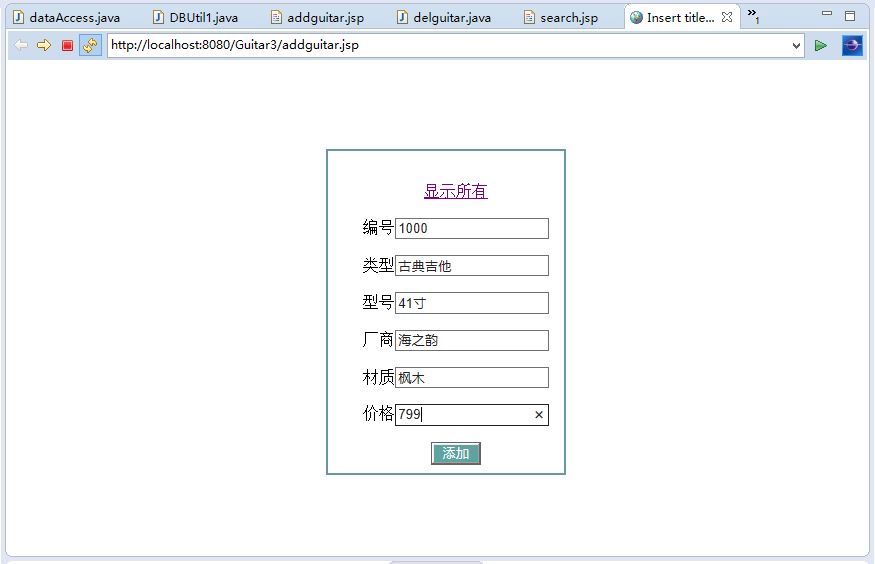 dataAccess.java DBUtil1.java addguitar.jsp delguitar.java search.jsp Insert title... »1
http://localhost:8080/Guitar3/addguitar.jsp
显示所有
编号 1000
类型 古典吉他
型号 41寸
厂商 海之韵
材质 枫木
价格 799
添加